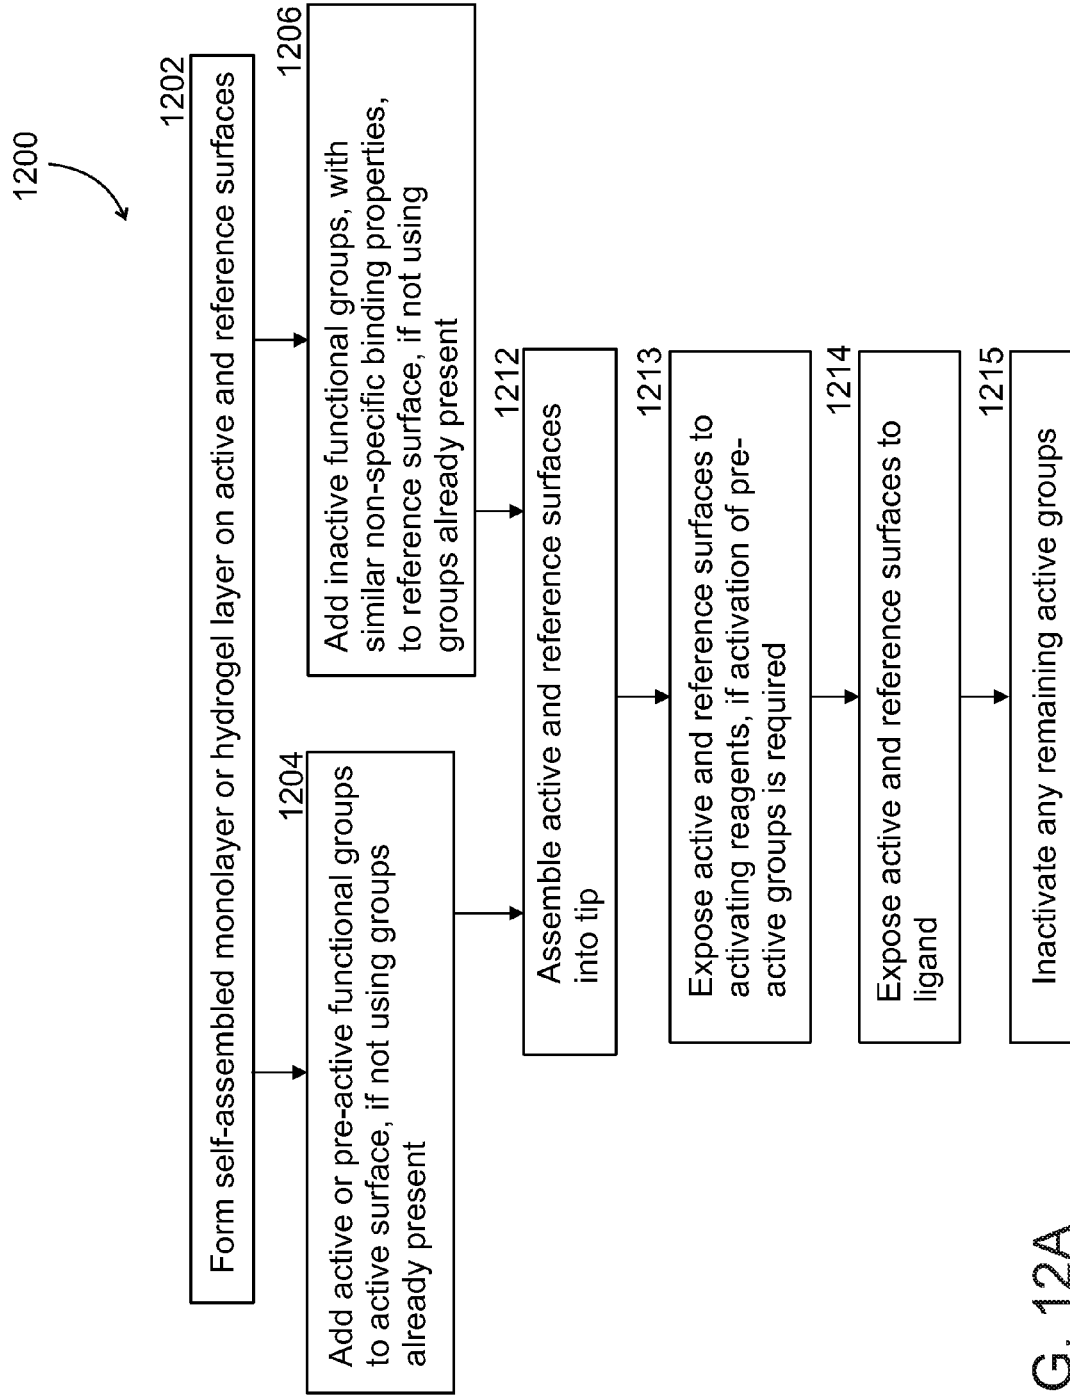 1200
1202
Form self-assembled monolayer or hydrogel layer on active and reference surfaces
1204
Add active or pre-active functional groups
to active surface, if not using groups
already present
1206
Add inactive functional groups, with
similar non-specific binding properties,
to reference surface, if not using
groups already present
1212
Assemble active and reference surfaces
into tip
1213
Expose active and reference surfaces to
activating reagents, if activation of pre-
active groups is required
1214
Expose active and reference surfaces to
ligand
1215
Inactivate any remaining active groups
G. 12A